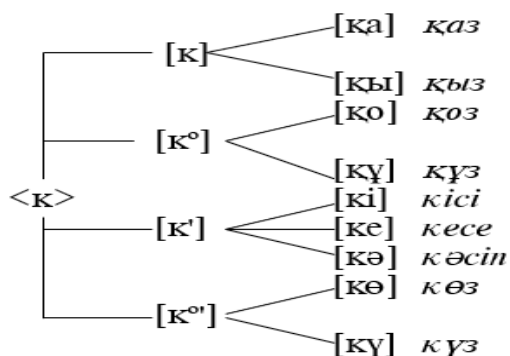 [қа] қаз
[к]
[қы] қыз
[қо] қоз
[к°]
[құ] құз
<к>
[кі] кісі
[к'] [ке] кесе
[кә] кәсіп
[кө] көз
[к°']
[кү] күз